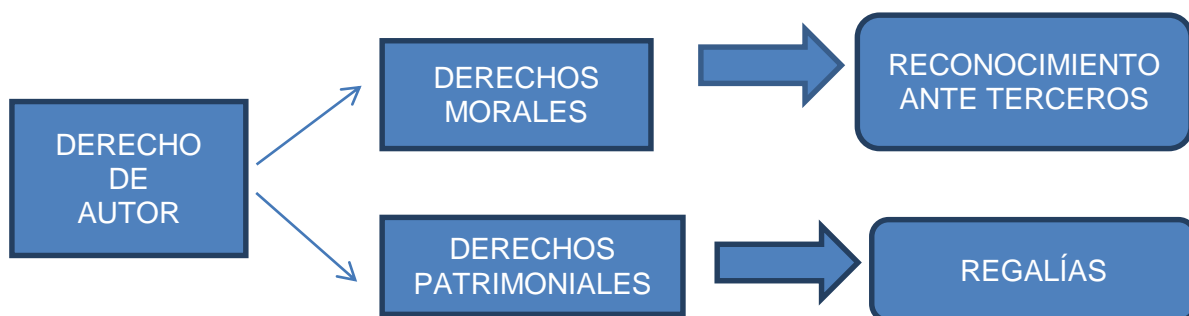 DERECHO
DE
AUTOR
DERECHOS
MORALES
RECONOCIMIENTO
ANTE TERCEROS
DERECHOS
PATRIMONIALES
REGALÍAS